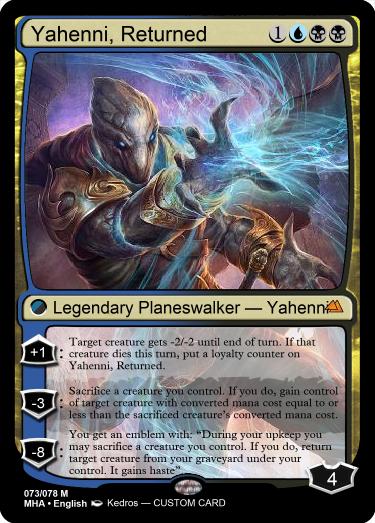 Yahenni, Returned 1
Legendary Planeswalker — Yahenni
+1 : Target creature gets -2/-2 until end of turn. If that
creature dies this turn, put a loyalty counter on
Yahenni, Returned.
-3 : Sacrifice a creature you control. If you do, gain control
of target creature with converted mana cost equal to or
less than the sacrificed creature's converted mana cost.
-8 : You get an emblem with: “During your upkeep you
may sacrifice a creature you control. If you do, return
target creature from your graveyard under your
control. It gains haste”
4
073/078 M
MHA • English Kedros — CUSTOM CARD